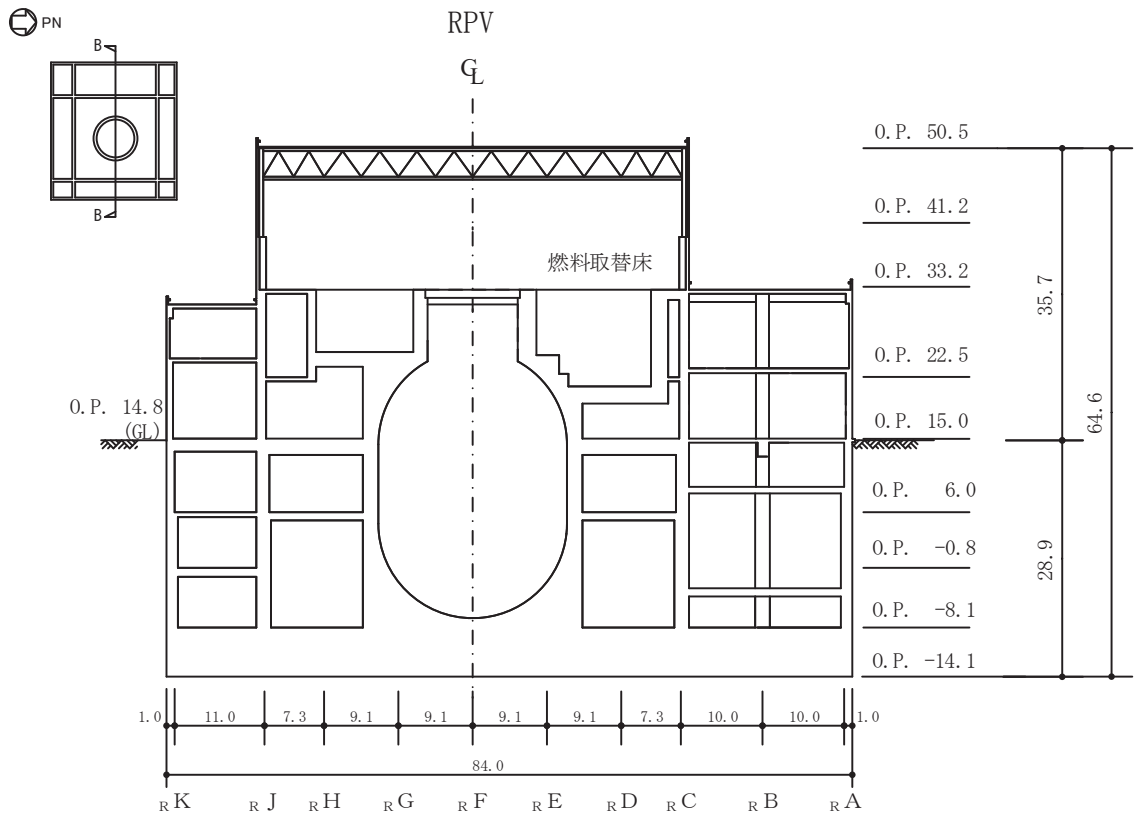 PN
RPV
B
℄
B
O.P. 50.5
O.P. 41.2
燃料取替床
O.P. 33.2
35.7
O.P. 22.5
O.P. 14.8
(GL)
O.P. 15.0
64.6
O.P. 6.0
O.P. -0.8
28.9
O.P. -8.1
O.P. -14.1
1.0 11.0 7.3 9.1 9.1 9.1 9.1 7.3 10.0 10.0 1.0
84.0
RK RJ RH RG RF RE RD RC RB RA